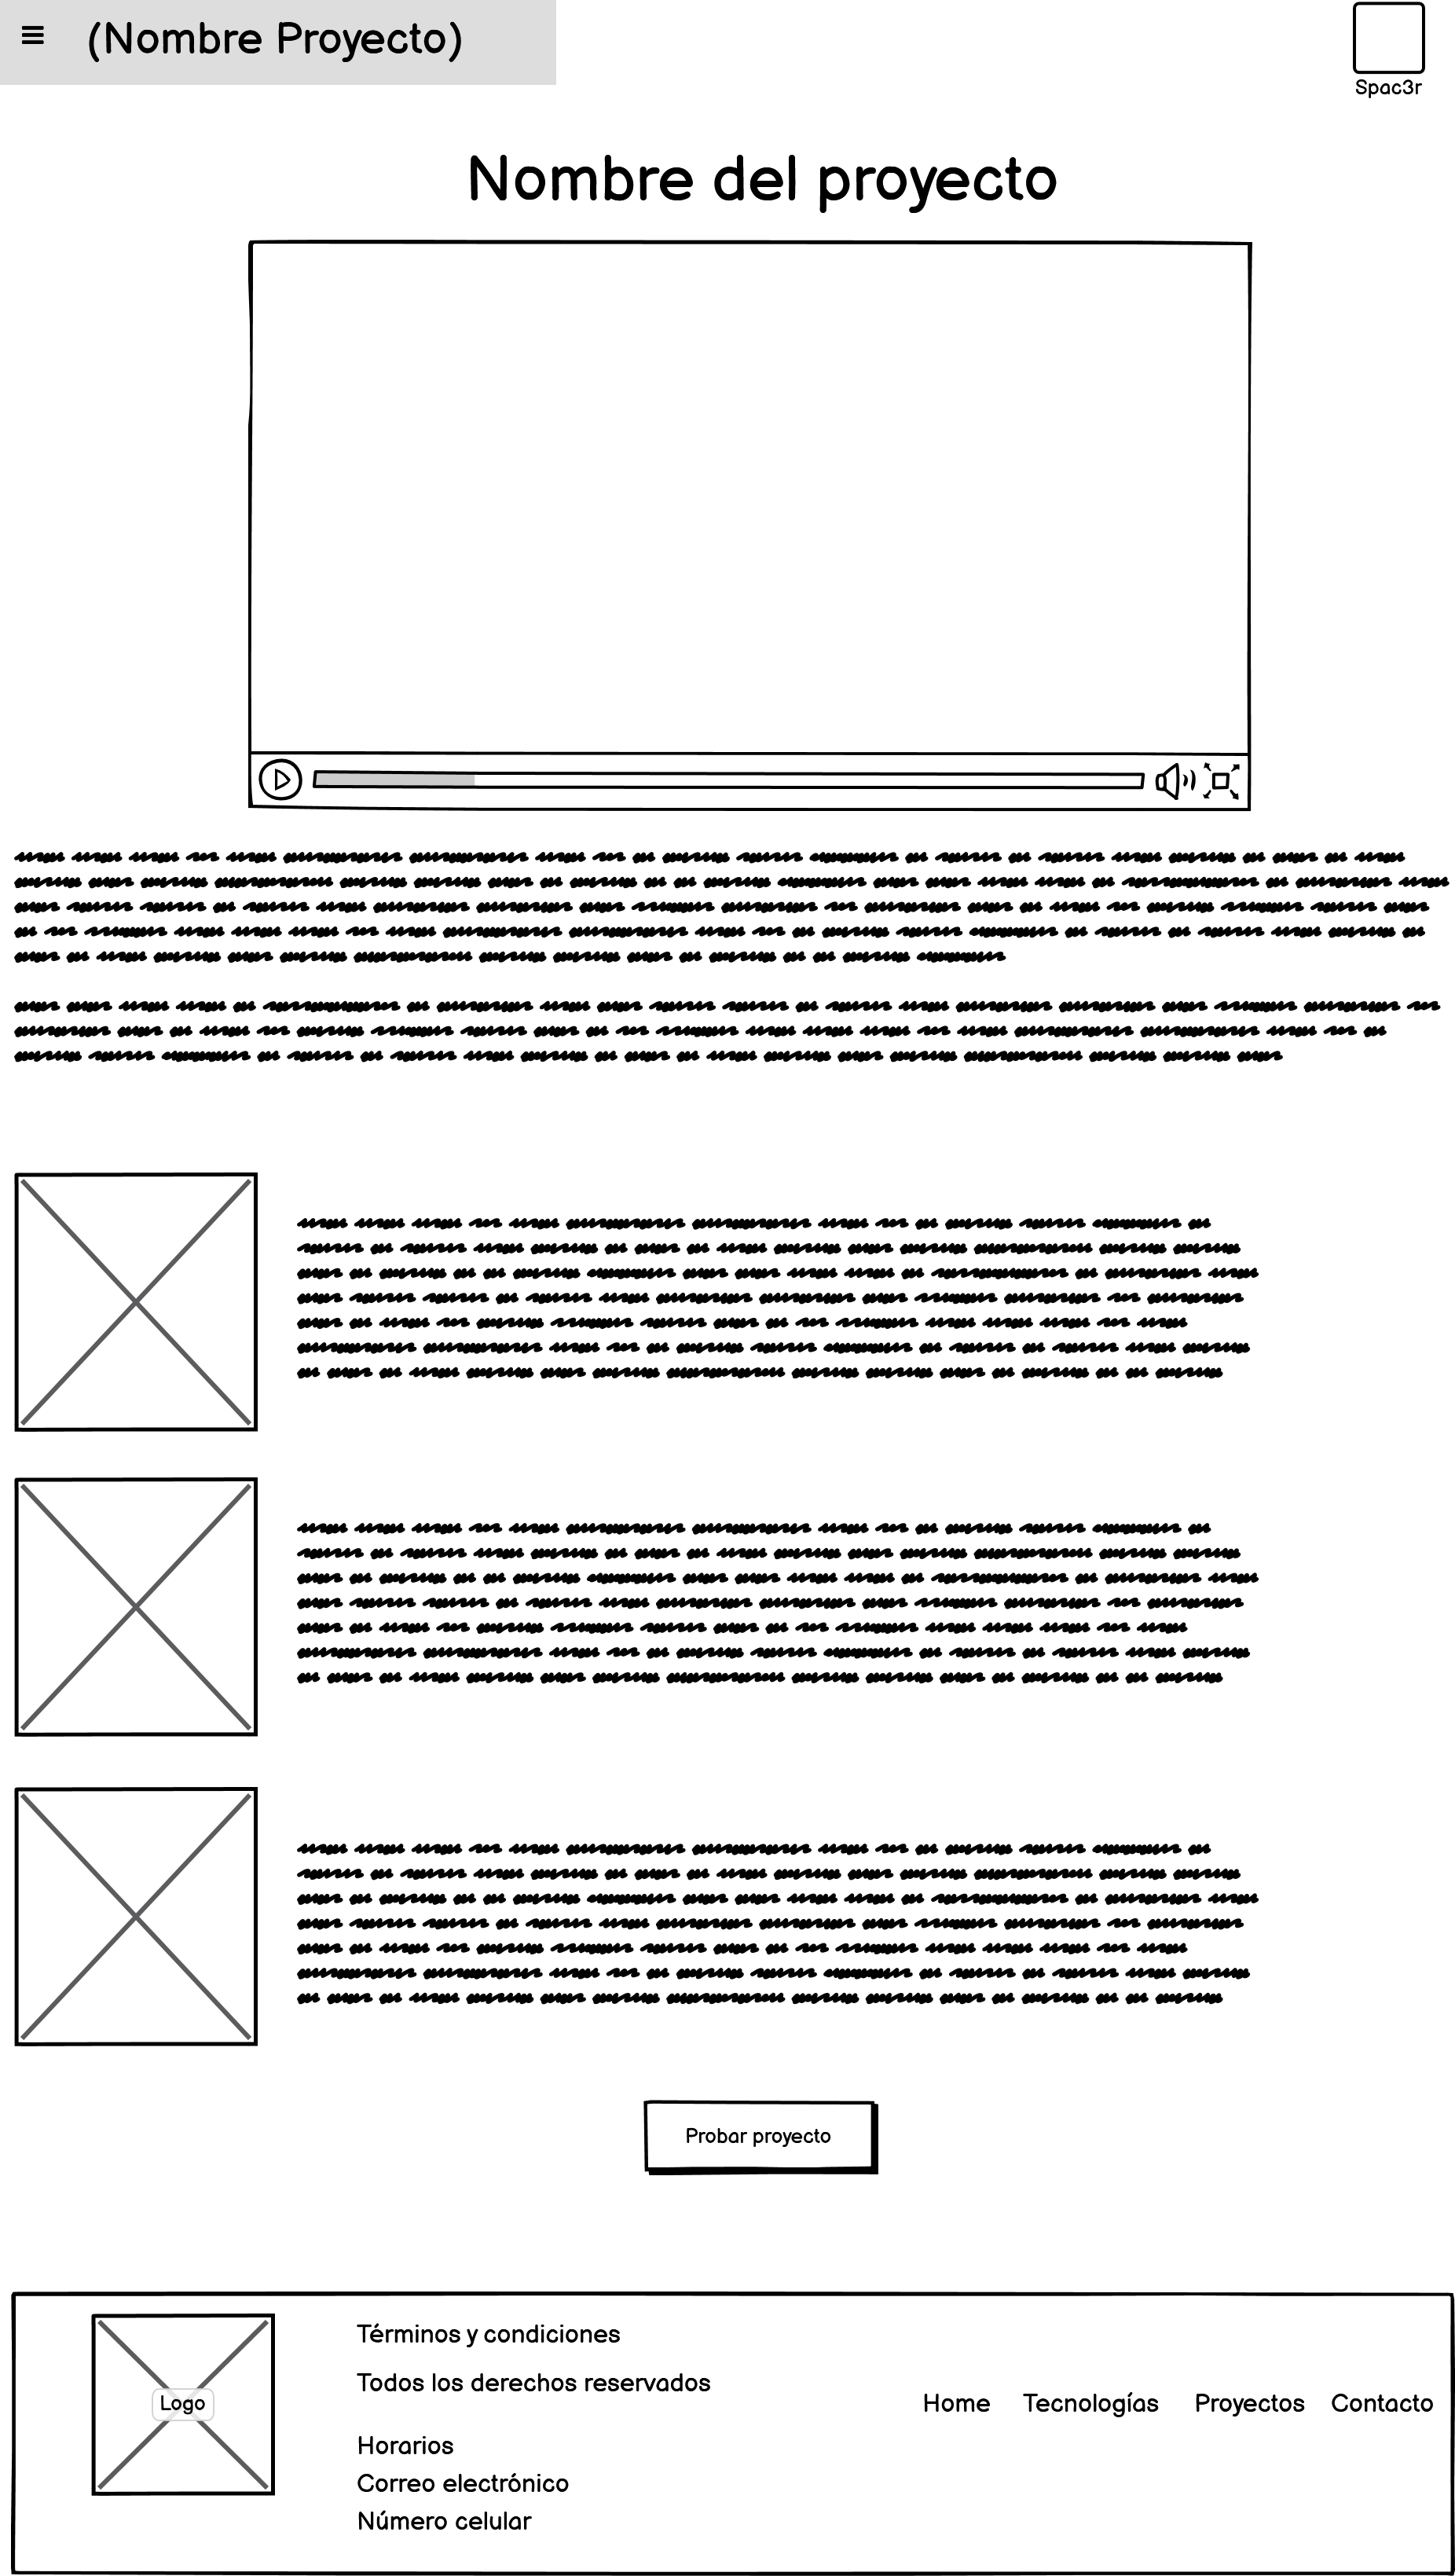 (Nombre Proyecto)
Spac3r
Nombre del proyecto
Probar proyecto
Logo
Términos y condiciones
Todos los derechos reservados
Horarios
Correo electrónico
Número celular
Home Tecnologías Proyectos Contacto